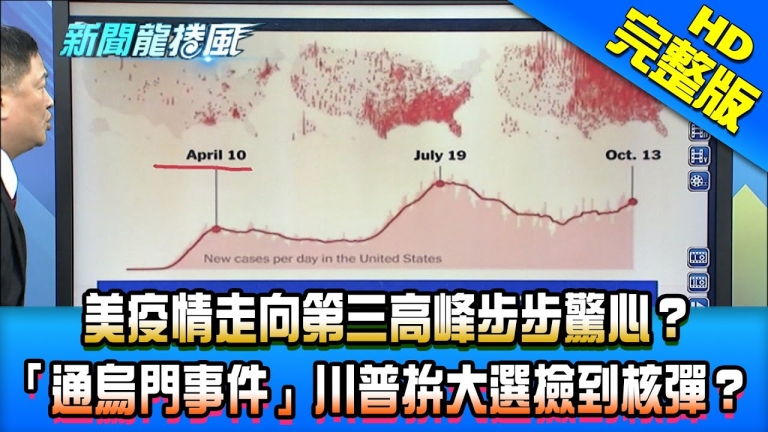 新聞龍捲風
HD
完整版
April 10
July 19
Oct. 13
New cases per day in the United States
美疫情走向第三高峰步步驚心？
「通烏門事件」川普拚大選撿到核彈？